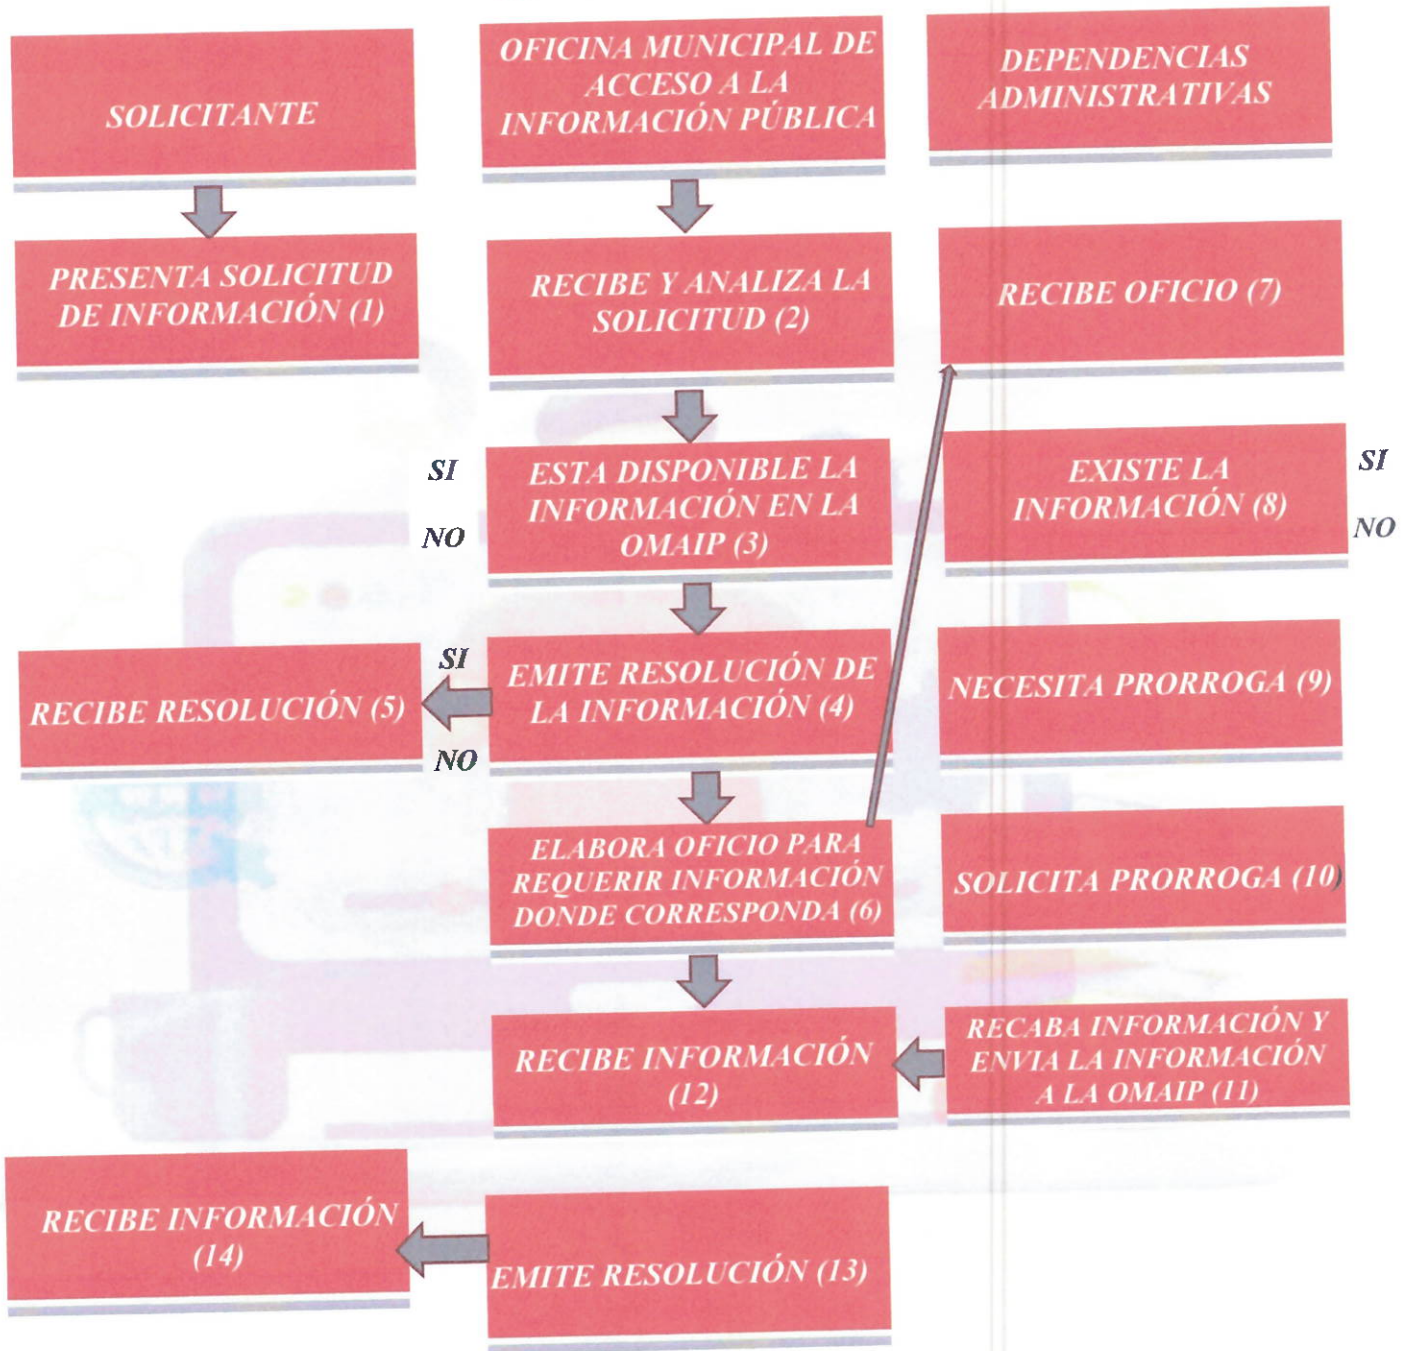 SOLICITANTE
OFICINA MUNICIPAL DE
ACCESO A LA
INFORMACIÓN PÚBLICA
DEPENDENCIAS
ADMINISTRATIVAS
PRESENTA SOLICITUD
DE INFORMACIÓN (1)
RECIBE Y ANALIZA LA
SOLICITUD (2)
RECIBE OFICIO (7)
SI
NO
ESTA DISPONIBLE LA
INFORMACIÓN EN LA
OMAIP (3)
EXISTE LA
INFORMACIÓN (8)
SI
NO
RECIBE RESOLUCIÓN (5)
SI
NO
EMITE RESOLUCIÓN DE
LA INFORMACIÓN (4)
NECESITA PRORROGA (9)
ELABORA OFICIO PARA
REQUERIR INFORMACIÓN
DONDE CORRESPONDA (6)
SOLICITA PRORROGA (10)
RECIBE INFORMACIÓN
(12)
RECABA INFORMACIÓN Y
ENVIA LA INFORMACIÓN
A LA OMAIP (11)
RECIBE INFORMACIÓN
(14)
EMITE RESOLUCIÓN (13)